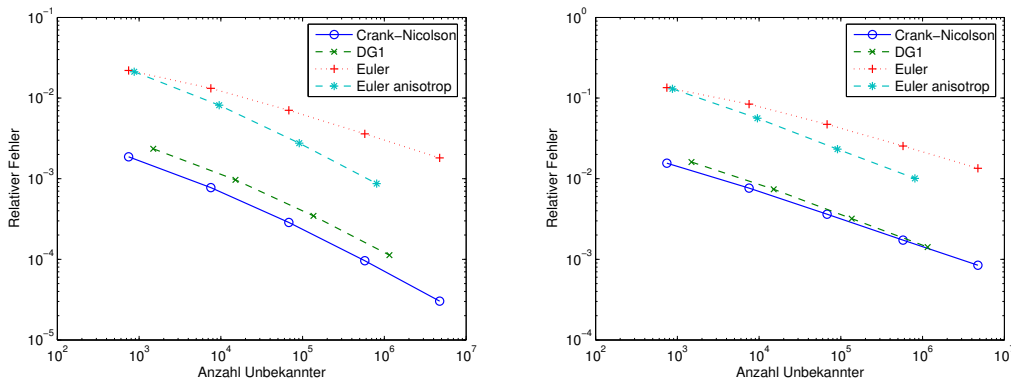 10^-1
10^-2
10^-3
10^-4
10^-5
Relativer Fehler
10^2
10^3
10^4
10^5
10^6
10^7
Anzahl Unbekannter
Crank−Nicolson
DG1
Euler
Euler anisotrop
10^0
10^-1
10^-2
10^-3
10^-4
Relativer Fehler
10^2
10^3
10^4
10^5
10^6
10^7
Anzahl Unbekannter
Crank−Nicolson
DG1
Euler
Euler anisotrop